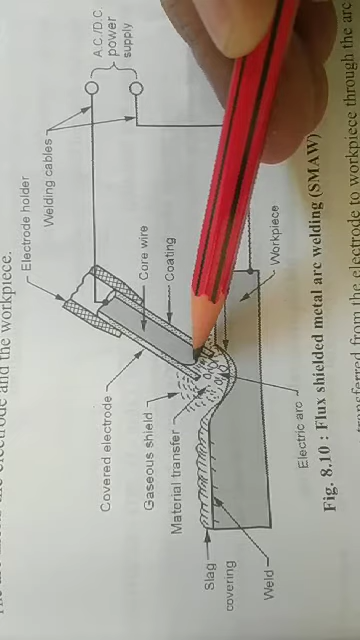 the electrode and the workpiece.
A.C./D.C
power
supply
Welding cables
Electrode holder
Core wire
Coating
Workpiece
Covered electrode
Gaseous shield
Material transfer
Electric arc
Slag
covering
Weld
Fig. 8.10 : Flux shielded metal arc welding (SMAW)
transferred from the electrode to workpiece through the arc